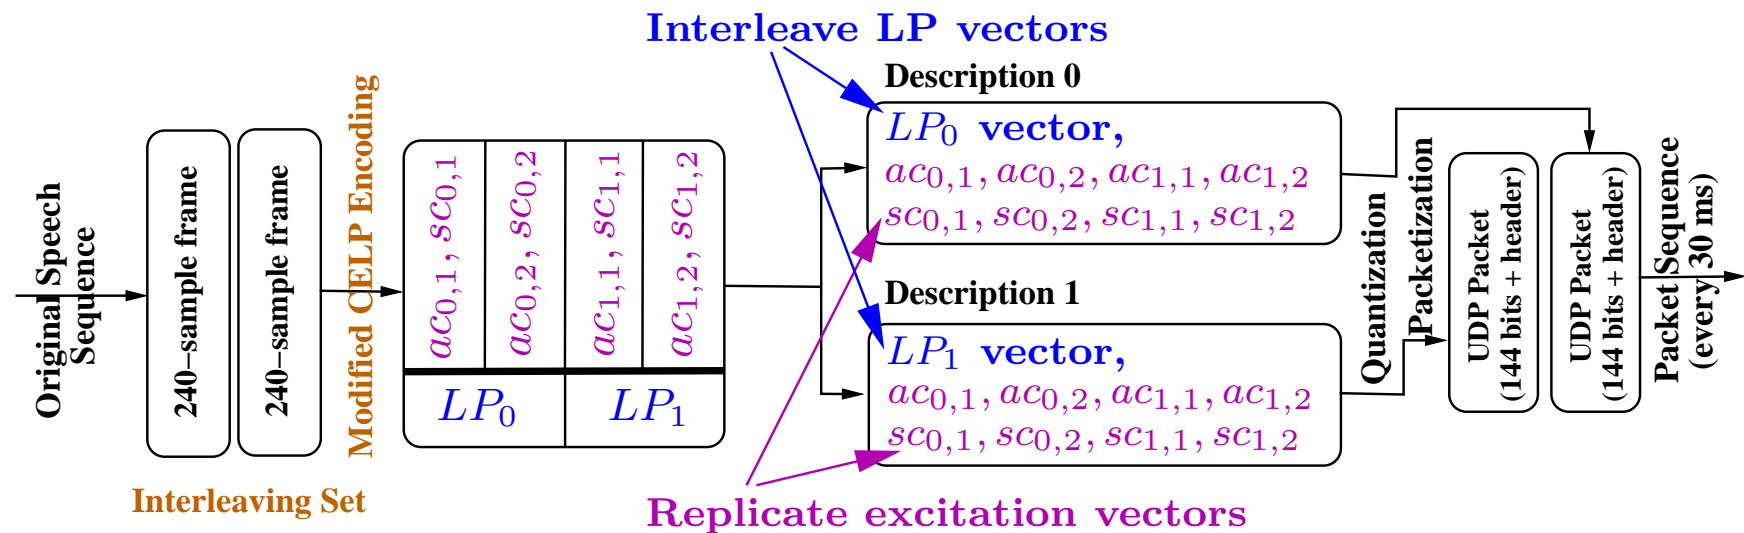 Interleave LP vectors
Original Speech
Sequence
240–sample frame
240–sample frame
Interleaving Set
Modified CELP Encoding
ac₀,₁, sc₀,₁
ac₀,₂, sc₀,₂
ac₁,₁, sc₁,₁
ac₁,₂, sc₁,₂
LP₀
LP₁
Description 0
LP₀ vector,
ac₀,₁, ac₀,₂, ac₁,₁, ac₁,₂
sc₀,₁, sc₀,₂, sc₁,₁, sc₁,₂
Description 1
LP₁ vector,
ac₀,₁, ac₀,₂, ac₁,₁, ac₁,₂
sc₀,₁, sc₀,₂, sc₁,₁, sc₁,₂
Replicate excitation vectors
Quantization
Packetization
UDP Packet
(144 bits + header)
UDP Packet
(144 bits + header)
Packet Sequence
(every 30 ms)